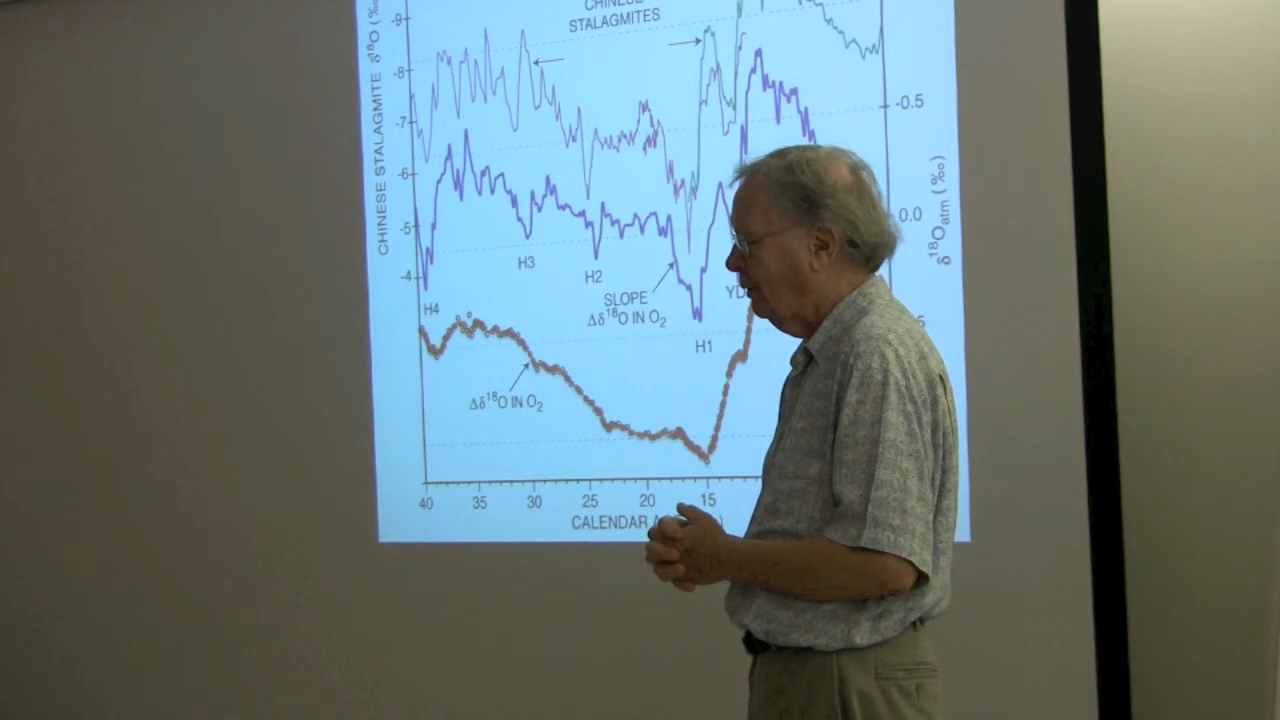 CHINESE
STALAGMITES
CHINESE STALAGMITE δ¹⁸O (‰)
-9
-8
-7
-6
-5
-4
-0.5
0.0
δ¹⁸Oatm (‰)
H3
H2
SLOPE
Δδ¹⁸O IN O₂
YD
H4
H1
Δδ¹⁸O IN O₂
40 35 30 25 20 15
CALENDAR